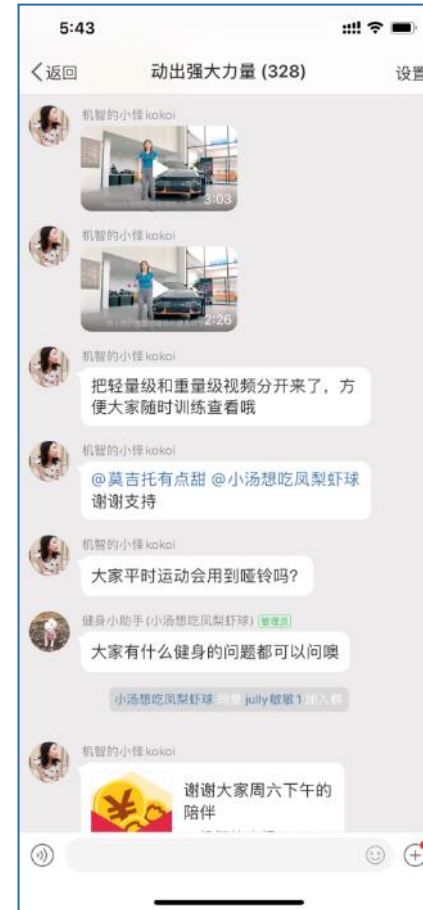 5:43
返回
动出强大力量 (328)
设置
机智的小怪kokoi
3:03
机智的小怪kokoi
2:26
机智的小怪kokoi
把轻量级和重量级视频分开来了，方
便大家随时训练查看哦
机智的小怪kokoi
@莫吉托有点甜 @小汤想吃凤梨虾球
谢谢支持
机智的小怪kokoi
大家平时运动会用到哑铃吗？
健身小助手(小汤想吃凤梨虾球) 管理员
大家有什么健身的问题都可以问噢
小汤想吃凤梨虾球 同意 jully敏敏1 加入群
机智的小怪kokoi
谢谢大家周六下午的
陪伴